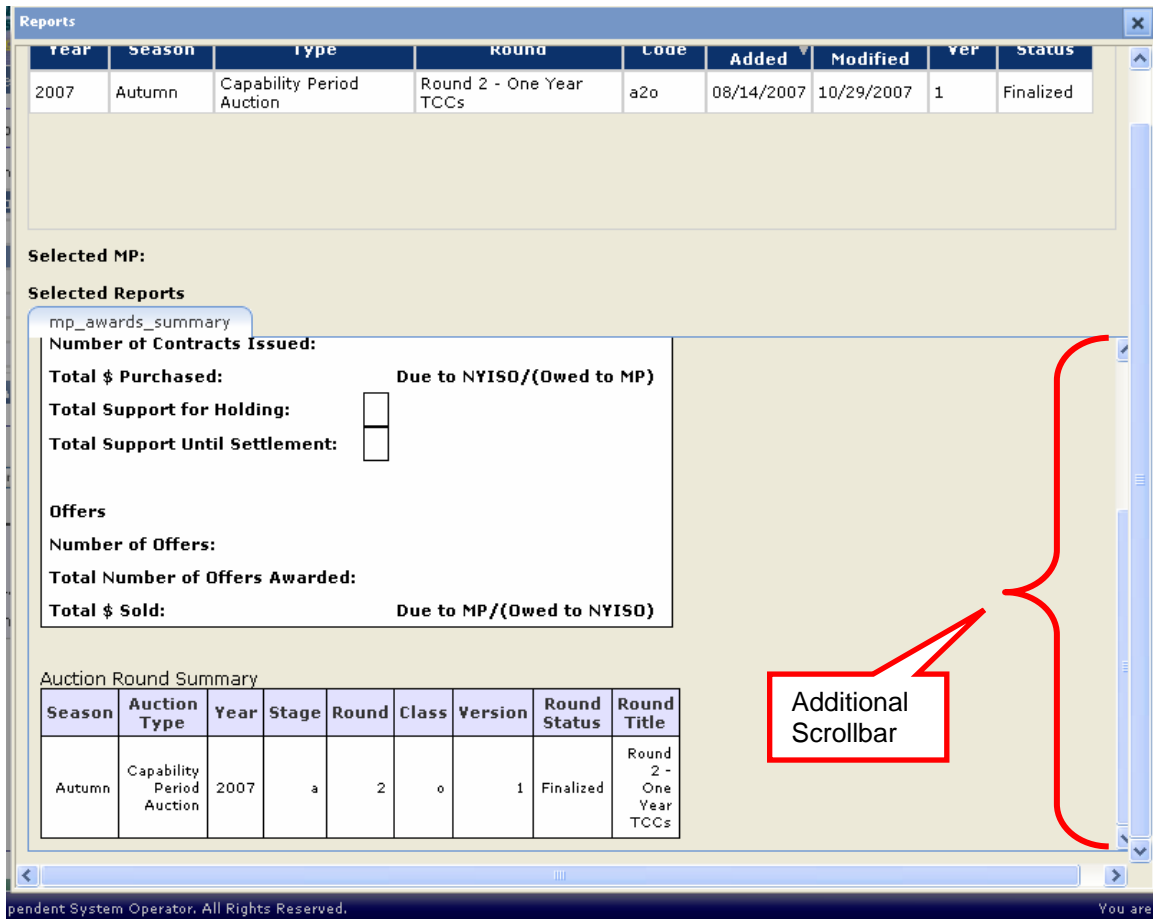 Reports
Year Season Type Round Code Added Modified Ver Status
2007 Autumn Capability Period Auction Round 2 - One Year TCCs a2o 08/14/2007 10/29/2007 1 Finalized
Selected MP:
Selected Reports
mp_awards_summary
Number of Contracts Issued:
Total $ Purchased: Due to NYISO/(Owed to MP)
Total Support for Holding:
Total Support Until Settlement:
Offers
Number of Offers:
Total Number of Offers Awarded:
Total $ Sold: Due to MP/(Owed to NYISO)
Auction Round Summary
Season Auction Type Year Stage Round Class Version Round Status Round Title
Autumn Capability Period Auction 2007 a 2 o 1 Finalized Round 2 - One Year TCCs
Additional
Scrollbar
pendent System Operator. All Rights Reserved. You are